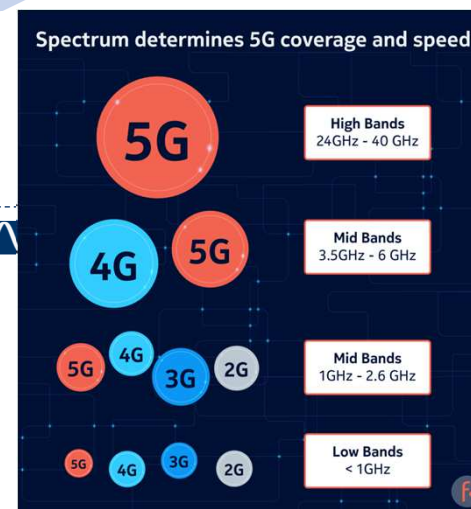 Spectrum determines 5G coverage and speed
5G
High Bands
24GHz - 40 GHz
4G
5G
Mid Bands
3.5GHz - 6 GHz
5G
4G
3G
2G
Mid Bands
1GHz - 2.6 GHz
5G
4G
3G
2G
Low Bands
< 1GHz